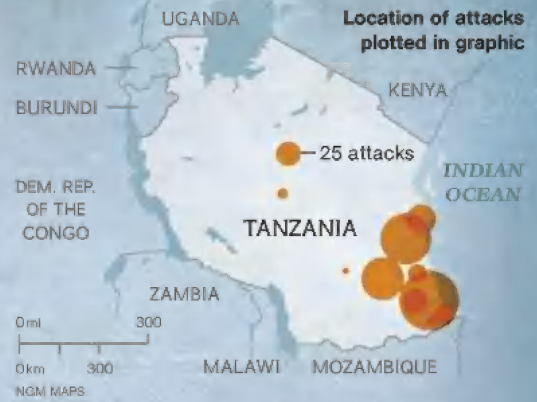 UGANDA
Location of attacks
plotted in graphic
RWANDA
KENYA
BURUNDI
25 attacks
INDIAN
OCEAN
DEM. REP.
OF THE
CONGO
TANZANIA
ZAMBIA
0 mi 300
0 km 300
MALAWI MOZAMBIQUE
NGM MAPS